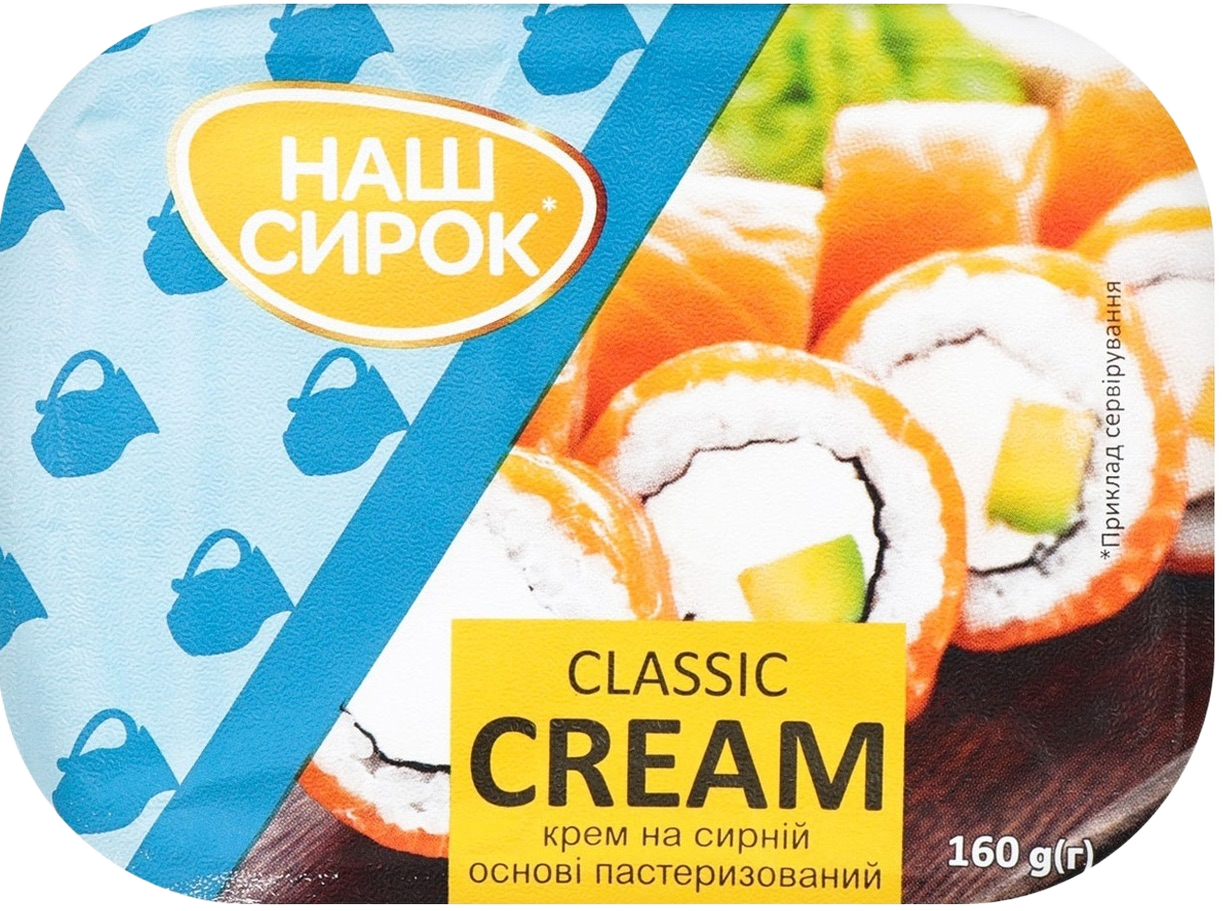 НАШ
СИРОК*
*Приклад сервірування
CLASSIC
CREAM
крем на сирній
основі пастеризований
160 g(г)